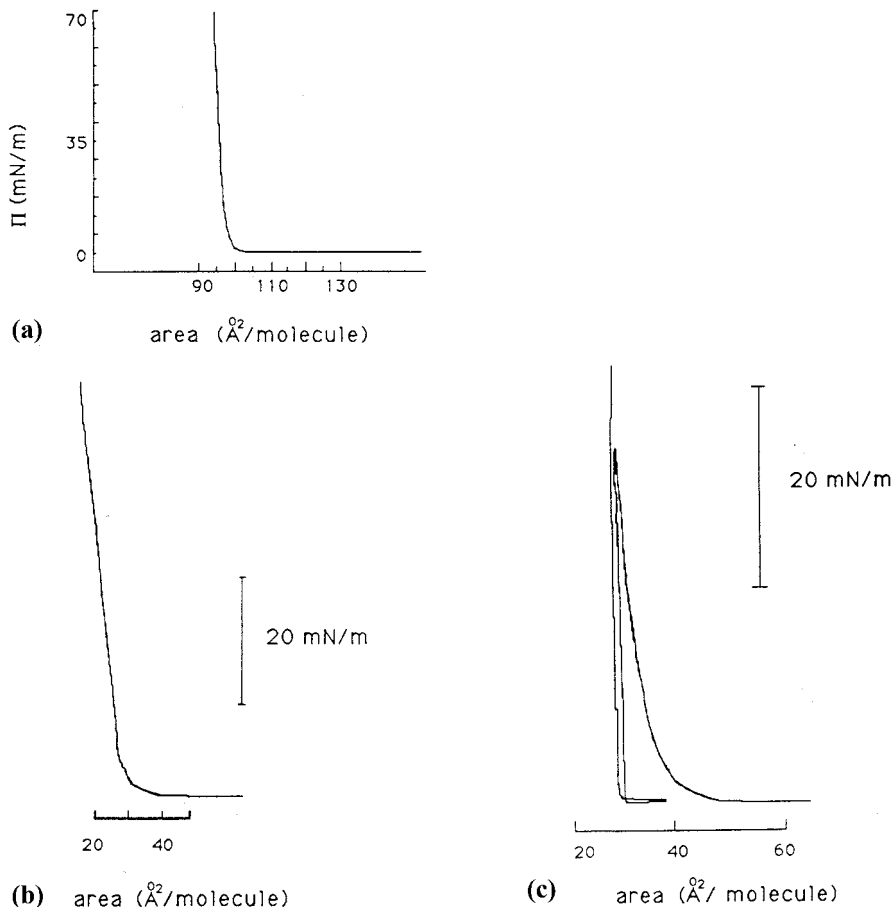 70
35
0
Π (mN/m)
90 110 130
(a) area (Å²/molecule)
20 mN/m
20 40
(b) area (Å²/molecule)
20 mN/m
20 40 60
(c) area (Å²/ molecule)